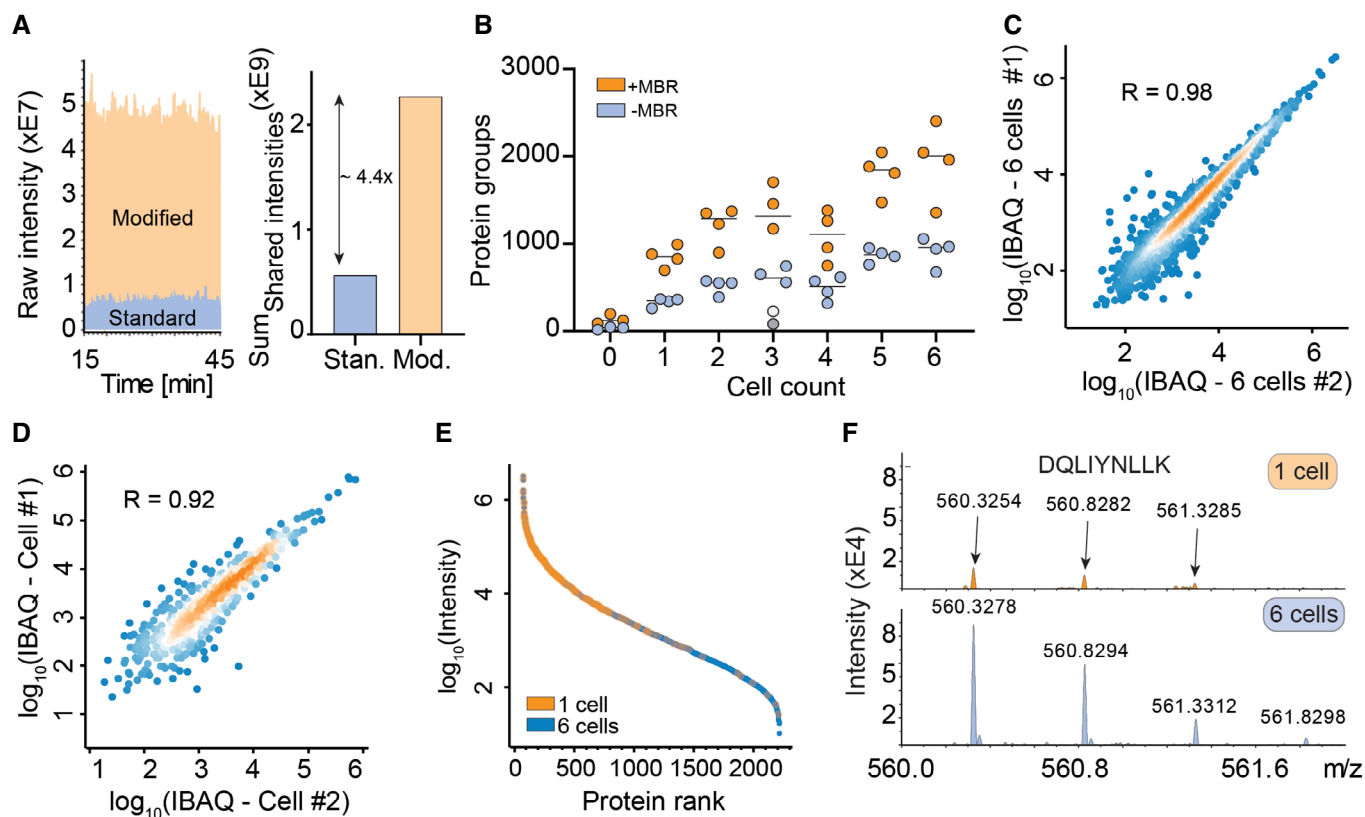 A
Raw intensity (xE7)
5
4
3
2
1
0
Modified
Standard
15
45
Time [min]
Sum Shared intensities (xE9)
2
1
0
~ 4.4x
Stan. Mod.
B
Protein groups
3000
2000
1000
0
+MBR
-MBR
0 1 2 3 4 5 6
Cell count
C
log10(IBAQ - 6 cells #1)
6
4
2
R = 0.98
2 4 6
log10(IBAQ - 6 cells #2)
D
log10(IBAQ - Cell #1)
6
5
4
3
2
1
R = 0.92
1 2 3 4 5 6
log10(IBAQ - Cell #2)
E
log10(Intensity)
6
4
2
1 cell
6 cells
0 500 1000 1500 2000
Protein rank
F
Intensity (xE4)
DQLIYNLLK
1 cell
8
5
2
560.3254
560.8282
561.3285
6 cells
8
5
2
560.3278
560.8294
561.3312
561.8298
560.0 560.8 561.6 m/z